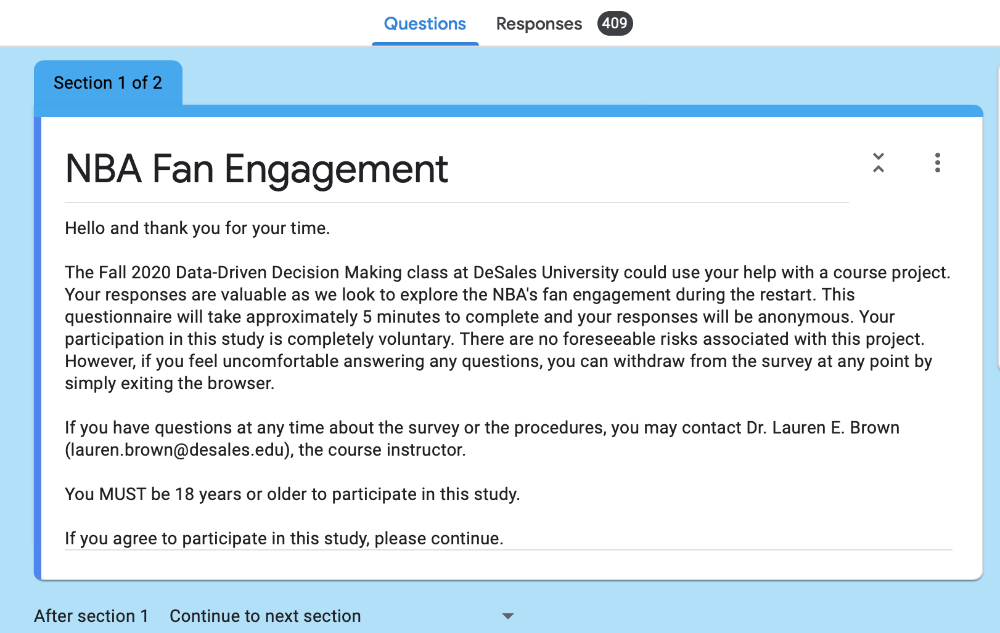 Questions Responses 409
Section 1 of 2
NBA Fan Engagement
Hello and thank you for your time.
The Fall 2020 Data-Driven Decision Making class at DeSales University could use your help with a course project.
Your responses are valuable as we look to explore the NBA's fan engagement during the restart. This
questionnaire will take approximately 5 minutes to complete and your responses will be anonymous. Your
participation in this study is completely voluntary. There are no foreseeable risks associated with this project.
However, if you feel uncomfortable answering any questions, you can withdraw from the survey at any point by
simply exiting the browser.
If you have questions at any time about the survey or the procedures, you may contact Dr. Lauren E. Brown
(lauren.brown@desales.edu), the course instructor.
You MUST be 18 years or older to participate in this study.
If you agree to participate in this study, please continue.
After section 1 Continue to next section